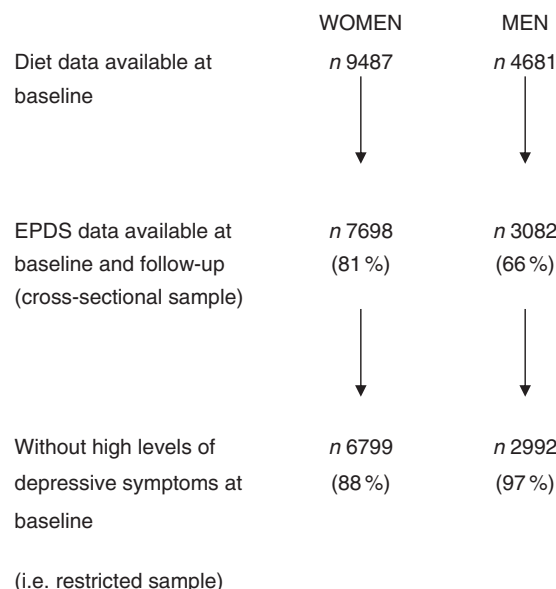 WOMEN MEN
Diet data available at n 9487 n 4681
baseline
EPDS data available at n 7698 n 3082
baseline and follow-up (81 %) (66 %)
(cross-sectional sample)
Without high levels of n 6799 n 2992
depressive symptoms at (88 %) (97 %)
baseline
(i.e. restricted sample)